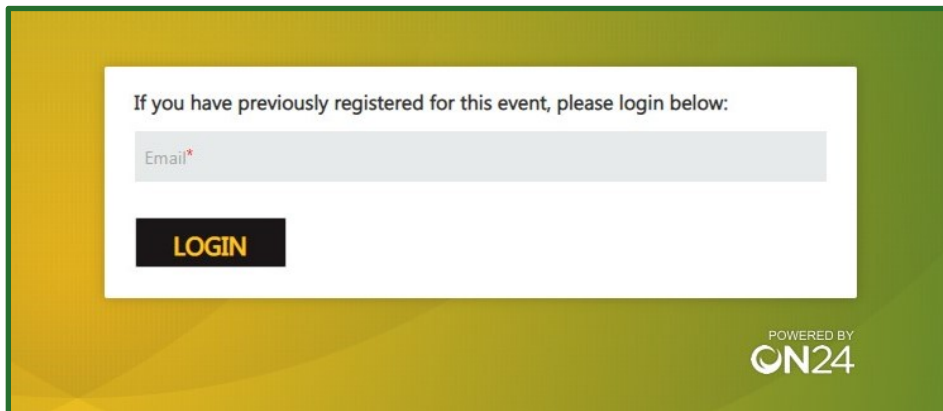 If you have previously registered for this event, please login below:
Email*
LOGIN
POWERED BY
ON24